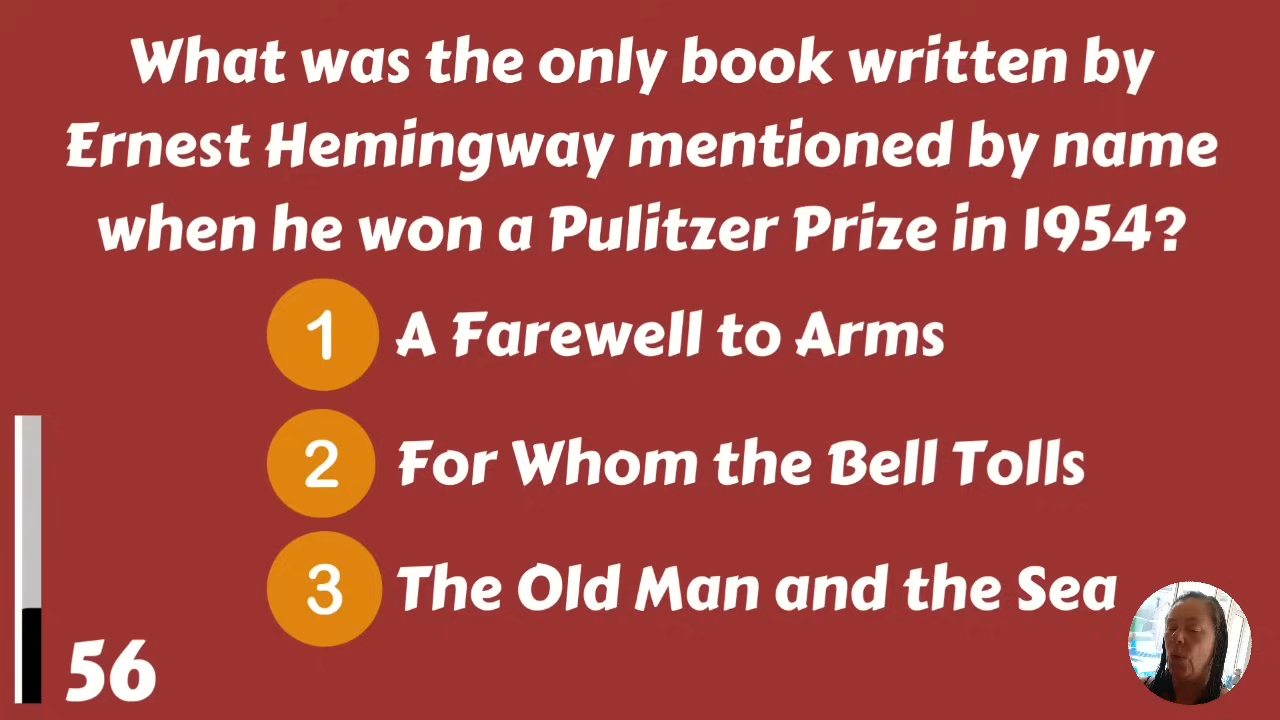 What was the only book written by
Ernest Hemingway mentioned by name
when he won a Pulitzer Prize in 1954?
1 A Farewell to Arms
2 For Whom the Bell Tolls
3 The Old Man and the Sea
56